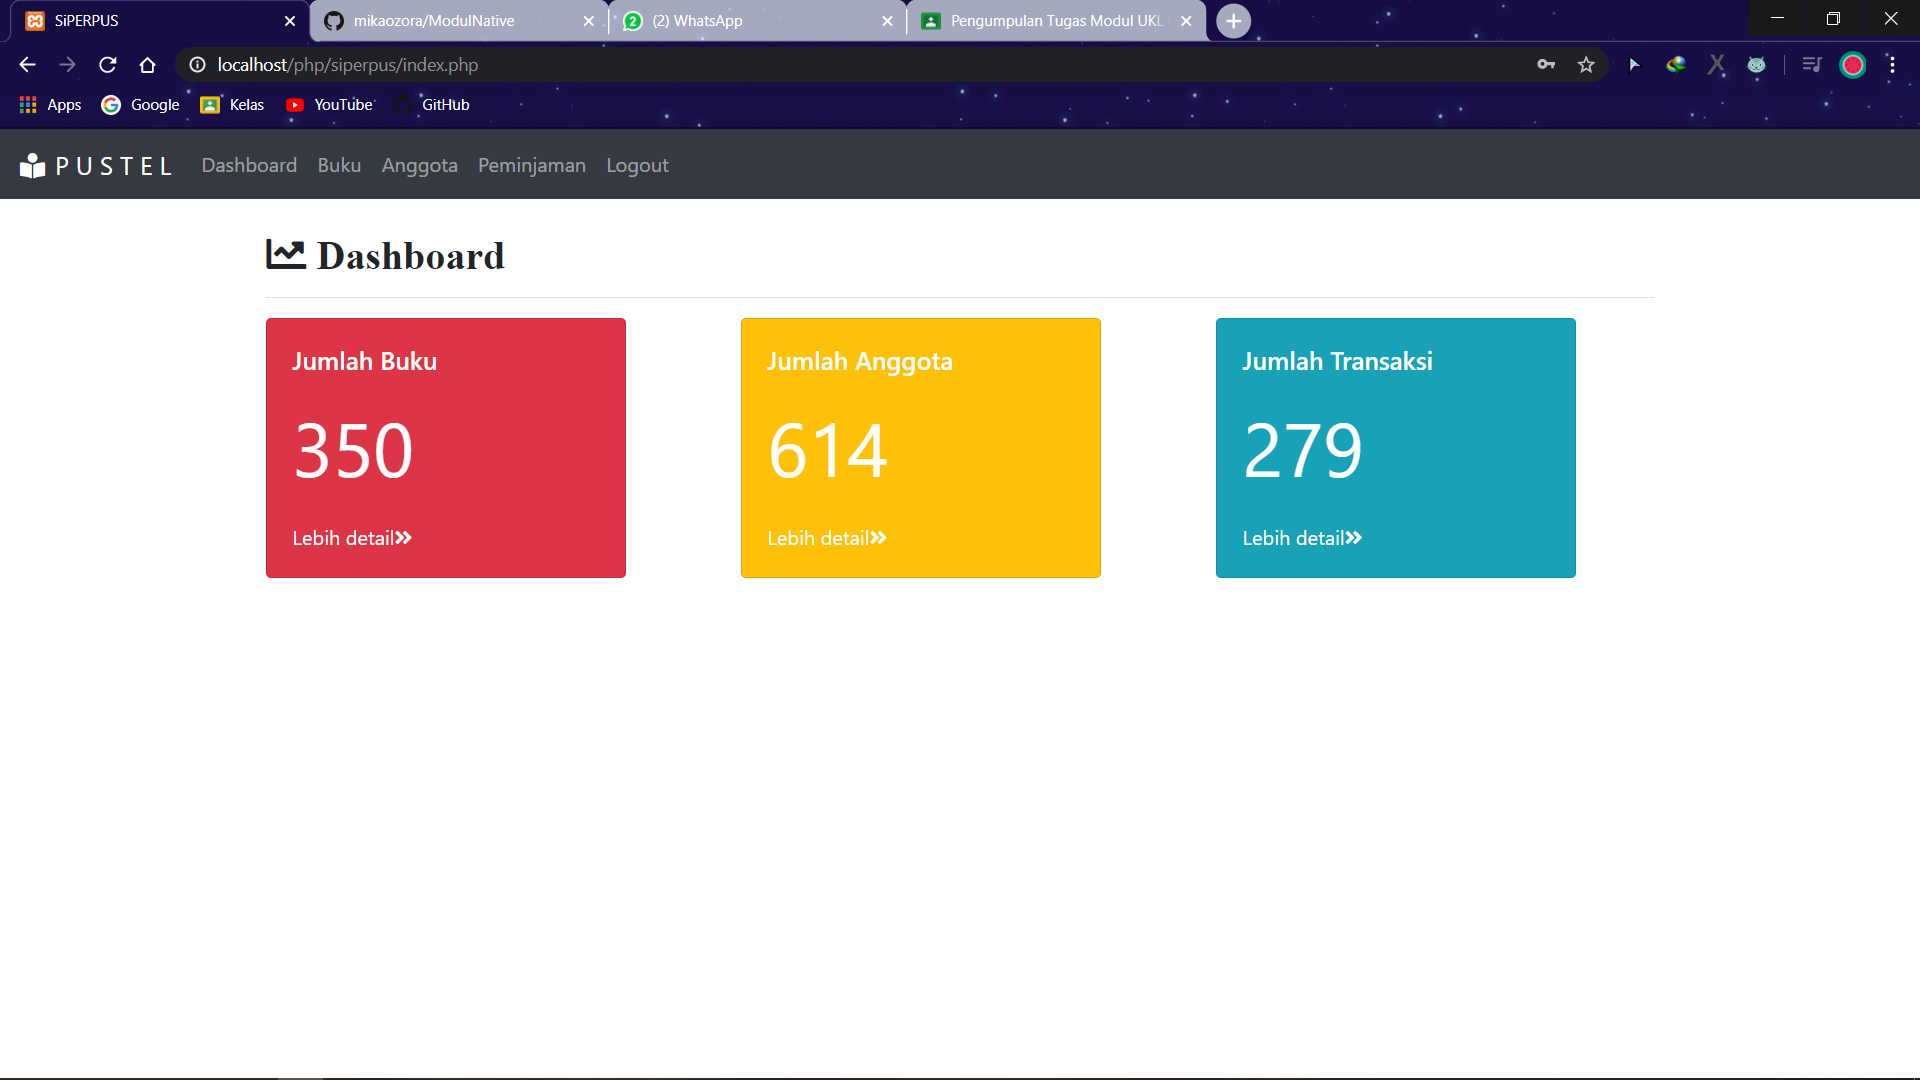 SiPERPUS
mikaozora/ModulNative
(2) WhatsApp
Pengumpulan Tugas Modul UKL
localhost/php/siperpus/index.php
Apps
Google
Kelas
YouTube
GitHub
PUSTEL
Dashboard
Buku
Anggota
Peminjaman
Logout
Dashboard
Jumlah Buku
350
Lebih detail
Jumlah Anggota
614
Lebih detail
Jumlah Transaksi
279
Lebih detail